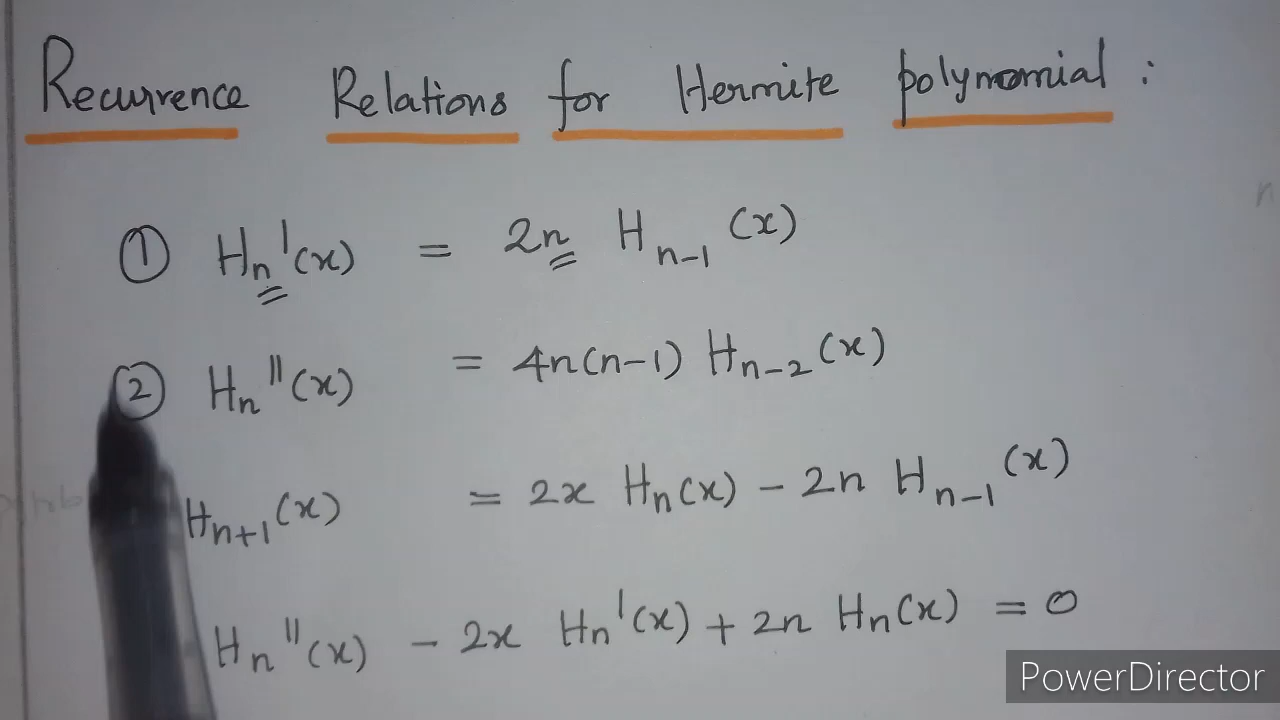 Recurrence Relations for Hermite polynomial :
① Hn'(x) = 2n Hn-1 (x)
② Hn''(x) = 4n(n-1) Hn-2 (x)
Hn+1 (x) = 2x Hn(x) - 2n Hn-1 (x)
Hn''(x) - 2x Hn'(x) + 2n Hn(x) = 0
PowerDirector